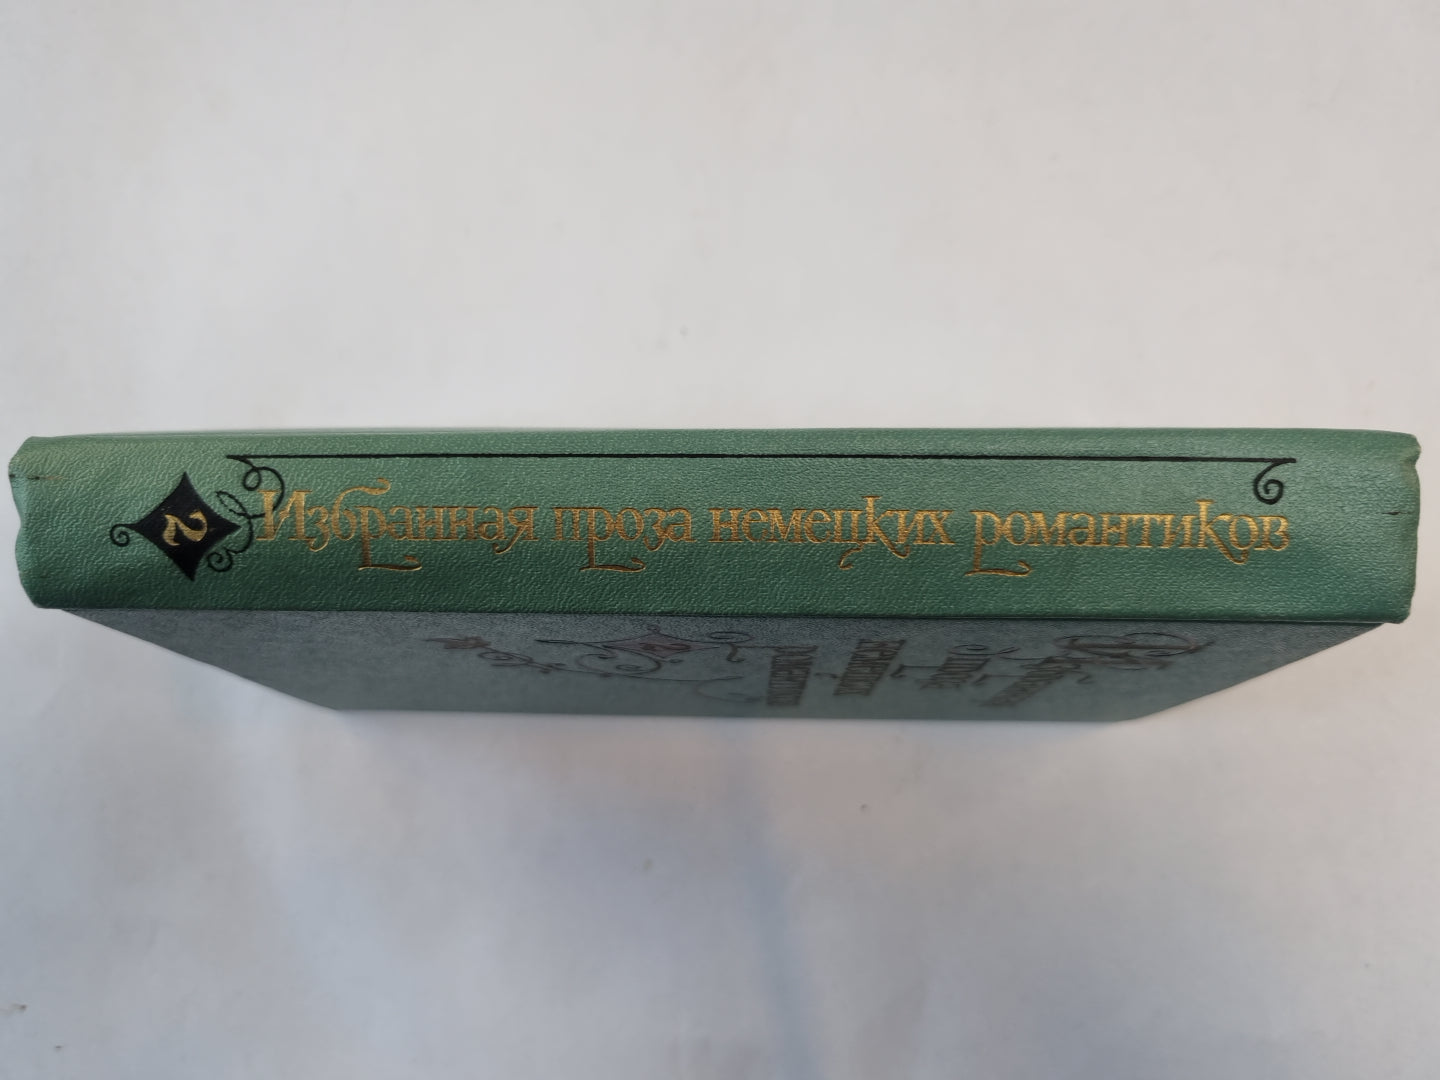 2
Избранная проза немецких романтиков